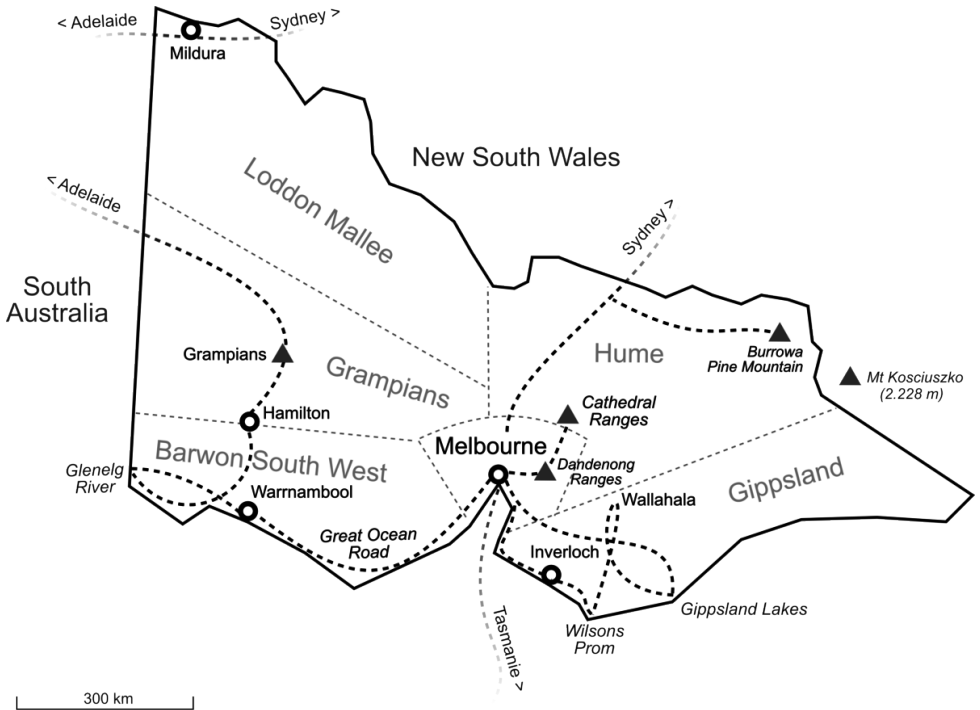 < Adelaide
Sydney >
Mildura
New South Wales
Loddon Mallee
< Adelaide
Sydney >
South
Australia
Grampians
Grampians
Hume
Burrowa
Pine Mountain
Mt Kosciuszko
(2.228 m)
Hamilton
Cathedral
Ranges
Melbourne
Barwon South West
Glenelg
River
Dandenong
Ranges
Gippsland
Warrnambool
Wallahala
Great Ocean
Road
Inverloch
Gippsland Lakes
Wilsons
Prom
Tasmanie >
300 km